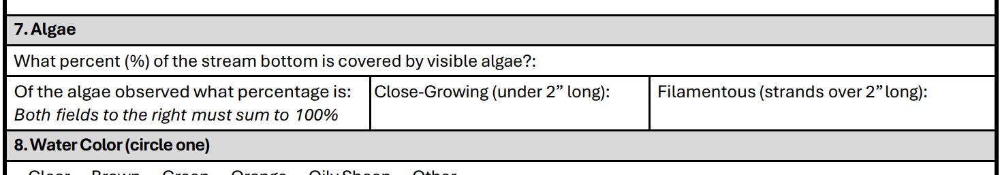 7. Algae
What percent (%) of the stream bottom is covered by visible algae?:
Of the algae observed what percentage is:
Both fields to the right must sum to 100%
Close-Growing (under 2” long):
Filamentous (strands over 2” long):
8. Water Color (circle one)
Clear Brown Green Orange Oily Sheen Other